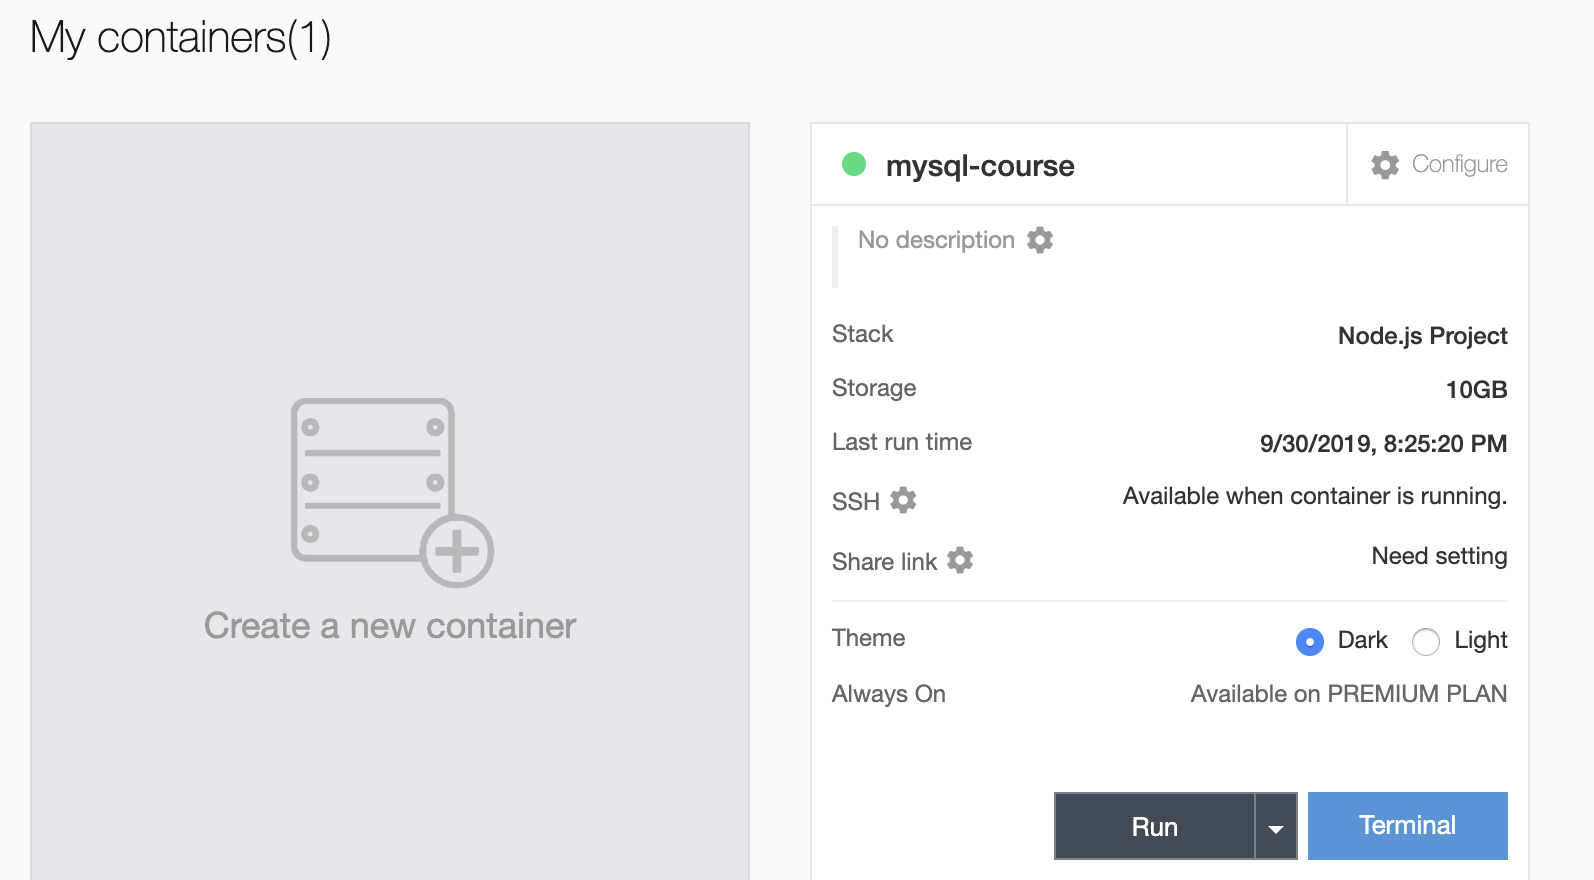 My containers(1)
Create a new container
mysql-course
Configure
No description
Stack
Node.js Project
Storage
10GB
Last run time
9/30/2019, 8:25:20 PM
SSH
Available when container is running.
Share link
Need setting
Theme
Dark
Light
Always On
Available on PREMIUM PLAN
Run
Terminal